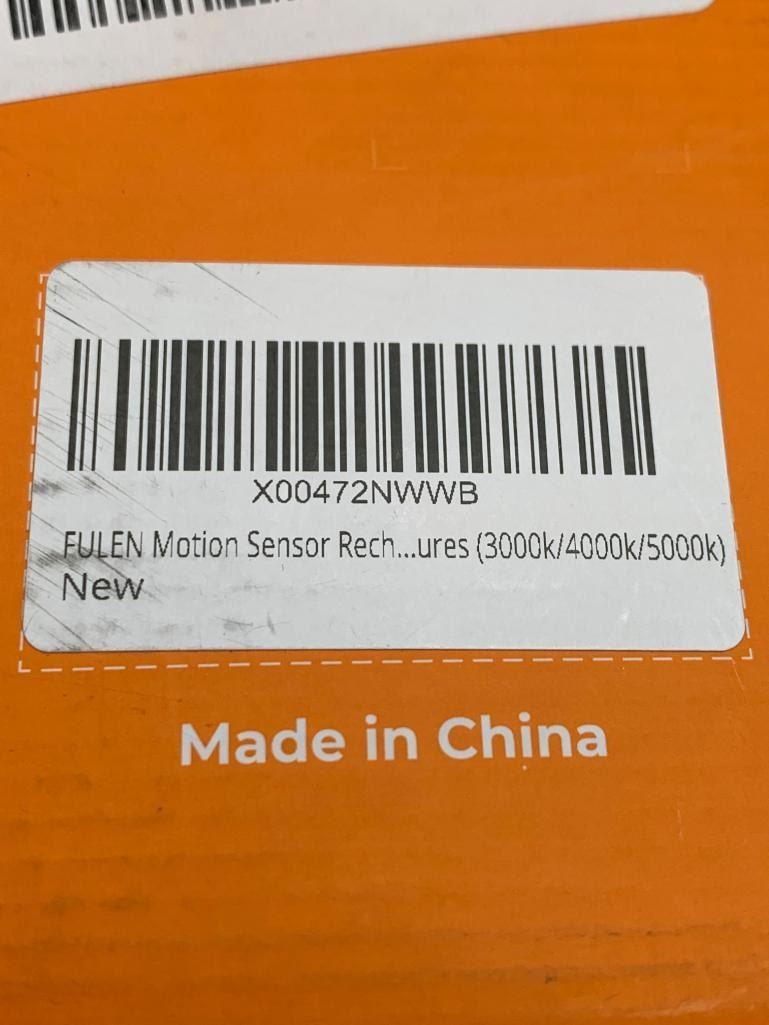 X00472NWWB
FULEN Motion Sensor Rech...ures (3000k/4000k/5000k)
New
Made in China